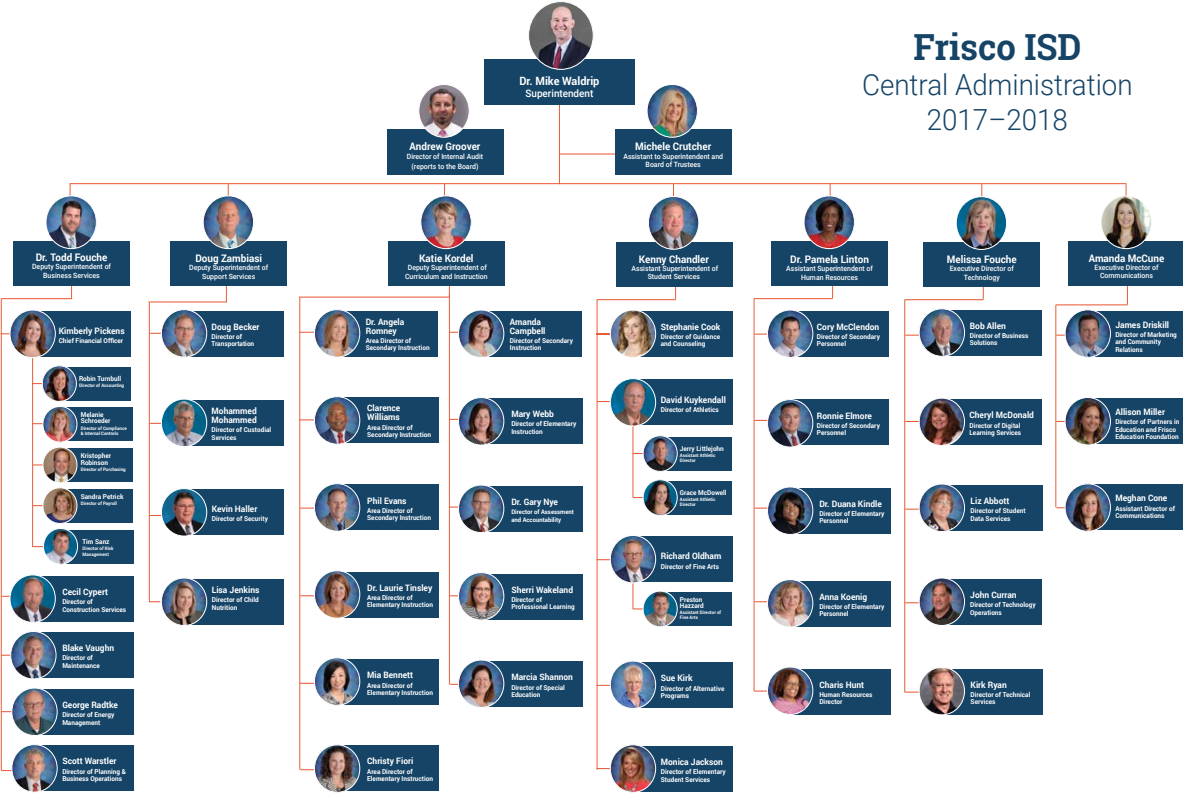 Frisco ISD
Central Administration
2017–2018
Dr. Mike Waldrip
Superintendent
Andrew Groover
Director of Internal Audit
(reports to the Board)
Michele Crutcher
Assistant to Superintendent and
Board of Trustees
Dr. Todd Fouche
Deputy Superintendent of
Business Services
Doug Zambiasi
Deputy Superintendent of
Support Services
Katie Kordel
Deputy Superintendent of
Curriculum and Instruction
Kenny Chandler
Assistant Superintendent of
Student Services
Dr. Pamela Linton
Assistant Superintendent of
Human Resources
Melissa Fouche
Executive Director of
Technology
Amanda McCune
Executive Director of
Communications
Kimberly Pickens
Chief Financial Officer
Robin Turnbull
Director of Accounting
Melanie
Schroeder
Director of Compliance
& Internal Controls
Kristopher
Robinson
Director of Purchasing
Sandra Petrick
Director of Payroll
Tim Sanz
Director of Risk
Management
Cecil Cypert
Director of
Construction Services
Blake Vaughn
Director of
Maintenance
George Radtke
Director of Energy
Management
Scott Warstler
Director of Planning &
Business Operations
Doug Becker
Director of
Transportation
Mohammed
Mohammed
Director of Custodial
Services
Kevin Haller
Director of Security
Lisa Jenkins
Director of Child
Nutrition
Dr. Angela
Romney
Area Director of
Secondary Instruction
Clarence
Williams
Area Director of
Secondary Instruction
Phil Evans
Area Director of
Secondary Instruction
Dr. Laurie Tinsley
Area Director of
Elementary Instruction
Mia Bennett
Area Director of
Elementary Instruction
Christy Fiori
Area Director of
Elementary Instruction
Amanda
Campbell
Director of Secondary
Instruction
Mary Webb
Director of Elementary
Instruction
Dr. Gary Nye
Director of Assessment
and Accountability
Sherri Wakeland
Director of
Professional Learning
Marcia Shannon
Director of Special
Education
Stephanie Cook
Director of Guidance
and Counseling
David Kuykendall
Director of Athletics
Jerry Littlejohn
Assistant Athletic
Director
Grace McDowell
Assistant Athletic
Director
Richard Oldham
Director of Fine Arts
Preston
Hazzard
Assistant Director of
Fine Arts
Sue Kirk
Director of Alternative
Programs
Monica Jackson
Director of Elementary
Student Services
Cory McClendon
Director of Secondary
Personnel
Ronnie Elmore
Director of Secondary
Personnel
Dr. Duana Kindle
Director of Elementary
Personnel
Anna Koenig
Director of Elementary
Personnel
Charis Hunt
Human Resources
Director
Bob Allen
Director of Business
Solutions
Cheryl McDonald
Director of Digital
Learning Services
Liz Abbott
Director of Student
Data Services
John Curran
Director of Technology
Operations
Kirk Ryan
Director of Technical
Services
James Driskill
Director of Marketing
and Community
Relations
Allison Miller
Director of Partners in
Education and Frisco
Education Foundation
Meghan Cone
Assistant Director of
Communications